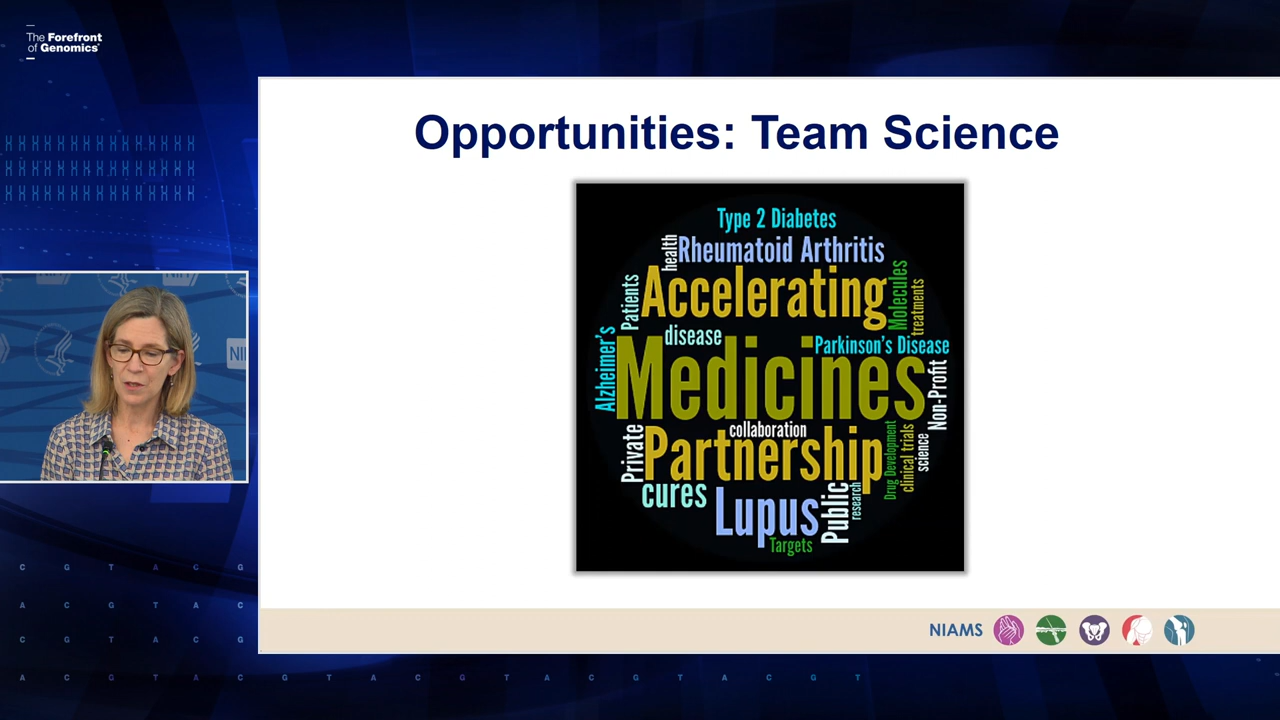 The Forefront
of Genomics®
Opportunities: Team Science
Type 2 Diabetes
health
Rheumatoid Arthritis
Patients
Accelerating
Molecules
treatments
disease
Alzheimer's
Parkinson's Disease
Medicines
Non-Profit
collaboration
Private
Partnership
Drug Development
clinical trials
science
cures
Lupus
Public
research
Targets
NIAMS
NI
C G T A C G
A C G T A C
C G T A C G
A C G T A C G T A C G T A C G T A C G T